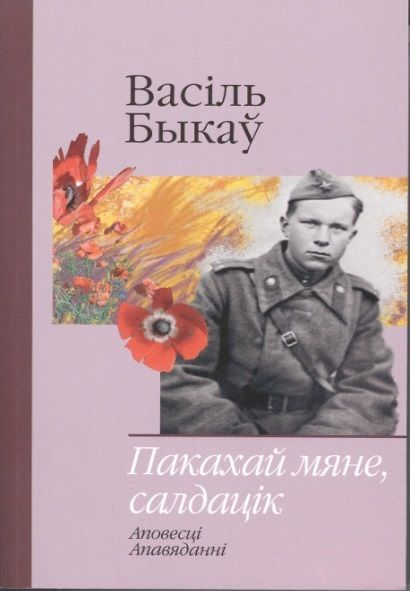 Васіль
Быкаў
Пакахай мяне,
салдацік
Аповесці
Апавяданні